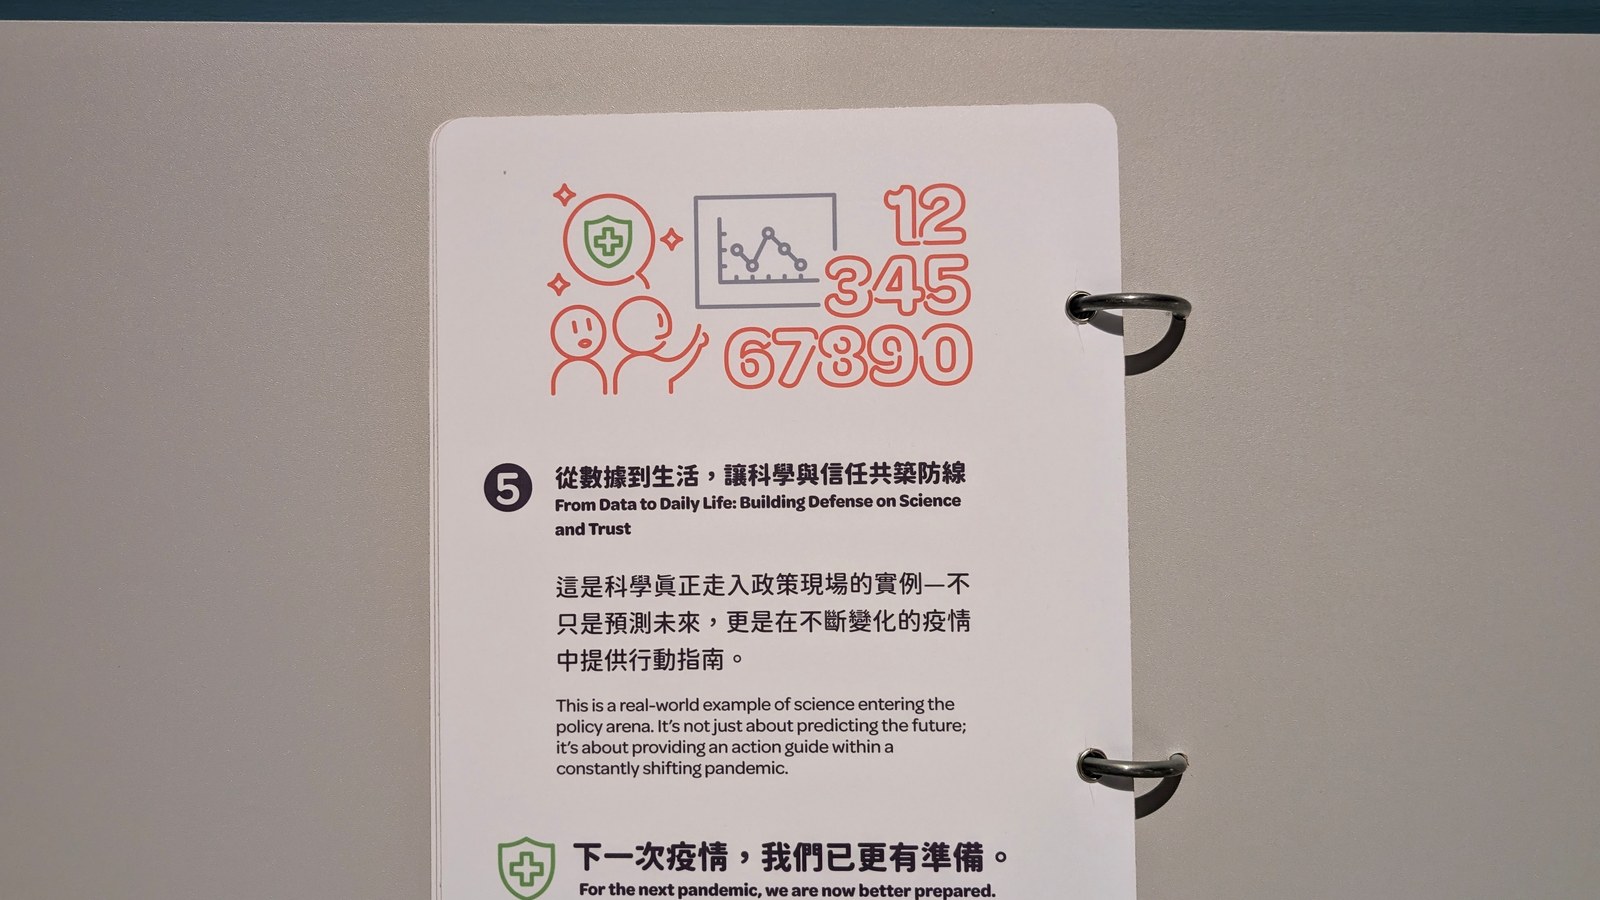 12
345
67890
5
從數據到生活，讓科學與信任共築防線
From Data to Daily Life: Building Defense on Science
and Trust
這是科學真正走入政策現場的實例—不
只是預測未來，更是在不斷變化的疫情
中提供行動指南。
This is a real-world example of science entering the
policy arena. It's not just about predicting the future;
it's about providing an action guide within a
constantly shifting pandemic.
下一次疫情，我們已更有準備。
For the next pandemic, we are now better prepared.